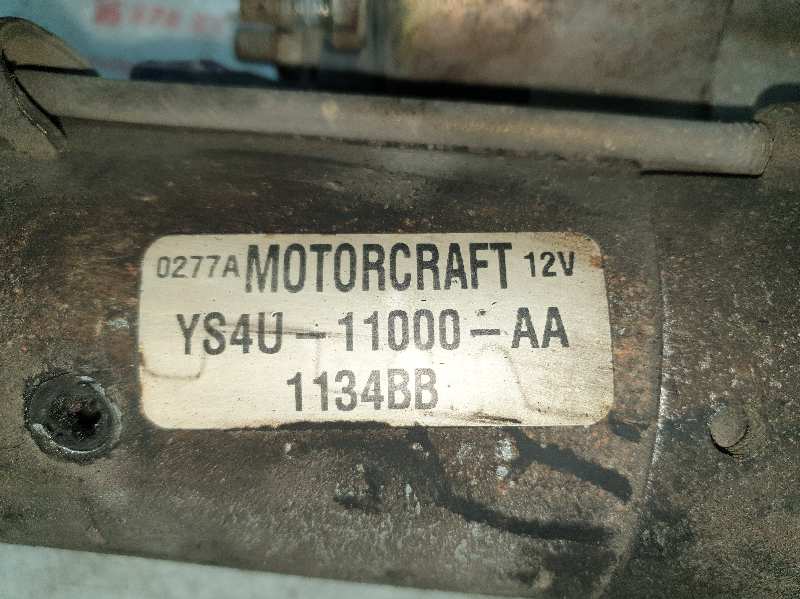 0277A MOTORCRAFT 12V
YS4U-11000-AA
1134BB